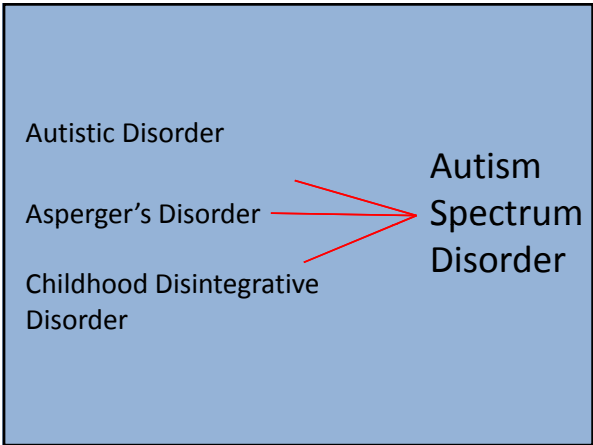 Autistic Disorder
Asperger’s Disorder
Childhood Disintegrative
Disorder
Autism
Spectrum
Disorder